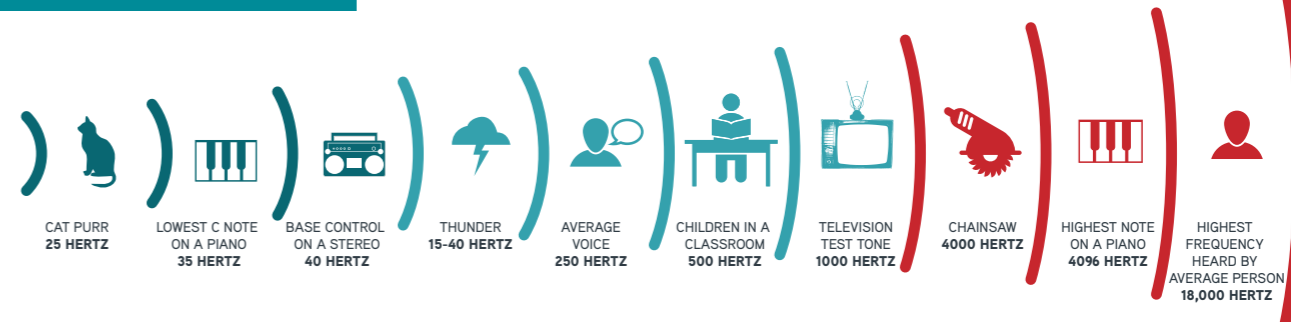 CAT PURR
25 HERTZ
LOWEST C NOTE
ON A PIANO
35 HERTZ
BASE CONTROL
ON A STEREO
40 HERTZ
THUNDER
15-40 HERTZ
AVERAGE
VOICE
250 HERTZ
CHILDREN IN A
CLASSROOM
500 HERTZ
TELEVISION
TEST TONE
1000 HERTZ
CHAINSAW
4000 HERTZ
HIGHEST NOTE
ON A PIANO
4096 HERTZ
HIGHEST
FREQUENCY
HEARD BY
AVERAGE PERSON
18,000 HERTZ